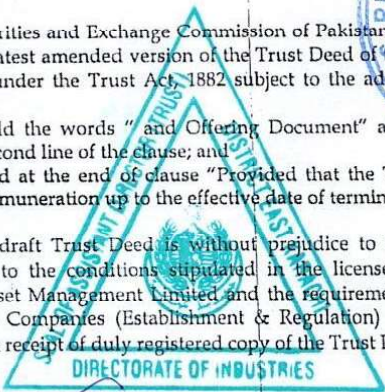 rities and Exchange Commission of Pakistan
atest amended version of the Trust Deed of
under the Trust Act, 1882 subject to the ad
ld the words " and Offering Document" a
cond line of the clause; and
d at the end of clause "Provided that the T
muneration up to the effective date of termin
draft Trust Deed is without prejudice to
to the conditions stipulated in the license
set Management Limited and the requireme
Companies (Establishment & Regulation)
receipt of duly registered copy of the Trust
ASSISTANT DIRECTOR TRUST
DIRECTORATE OF INDUSTRIES